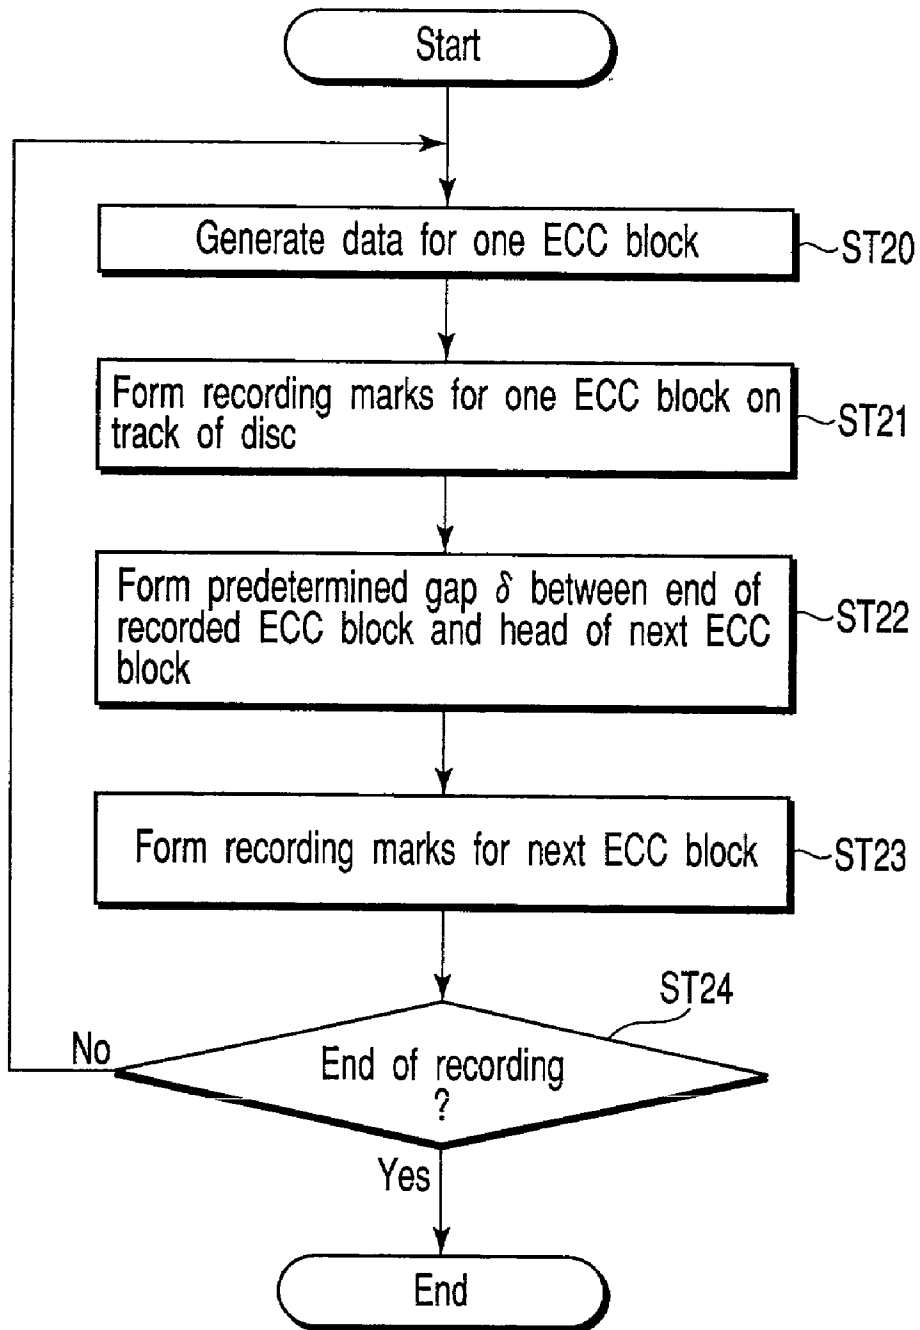 Start
Generate data for one ECC block
ST20
Form recording marks for one ECC block on
track of disc
ST21
Form predetermined gap δ between end of
recorded ECC block and head of next ECC
block
ST22
Form recording marks for next ECC block
ST23
ST24
No
End of recording
?
Yes
End